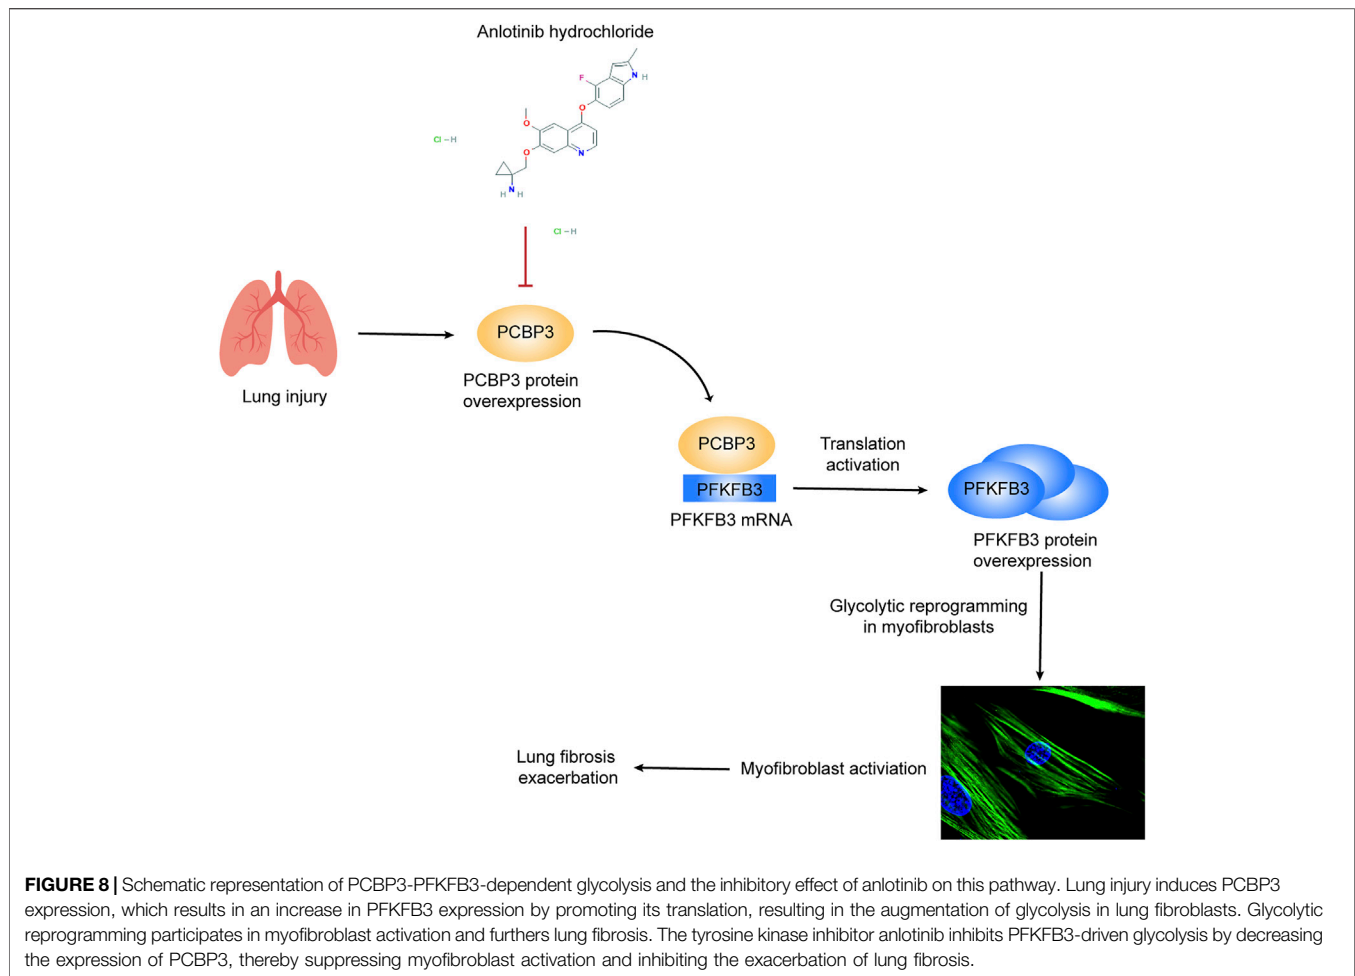 Anlotinib hydrochloride
F
N H
O
O
Cl–H
O
N
N
H H
Cl–H
PCBP3
Lung injury
PCBP3 protein
overexpression
PCBP3
PFKFB3
PFKFB3 mRNA
Translation
activation
PFKFB3
PFKFB3 protein
overexpression
Glycolytic reprogramming
in myofibroblasts
Myofibroblast activiation
Lung fibrosis
exacerbation
FIGURE 8 | Schematic representation of PCBP3-PFKFB3-dependent glycolysis and the inhibitory effect of anlotinib on this pathway. Lung injury induces PCBP3
expression, which results in an increase in PFKFB3 expression by promoting its translation, resulting in the augmentation of glycolysis in lung fibroblasts. Glycolytic
reprogramming participates in myofibroblast activation and furthers lung fibrosis. The tyrosine kinase inhibitor anlotinib inhibits PFKFB3-driven glycolysis by decreasing
the expression of PCBP3, thereby suppressing myofibroblast activation and inhibiting the exacerbation of lung fibrosis.